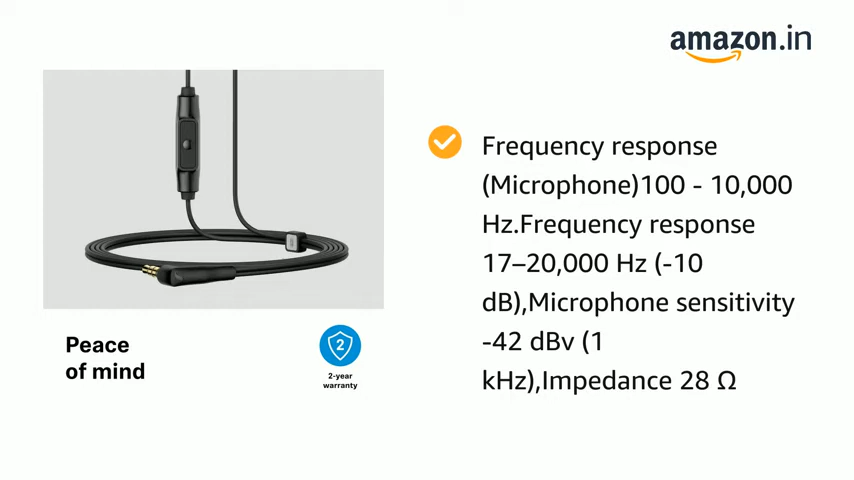 amazon.in
Frequency response
(Microphone)100 - 10,000
Hz.Frequency response
17–20,000 Hz (-10
dB),Microphone sensitivity
-42 dBv (1
kHz),Impedance 28 Ω
Peace
of mind
2
2-year
warranty